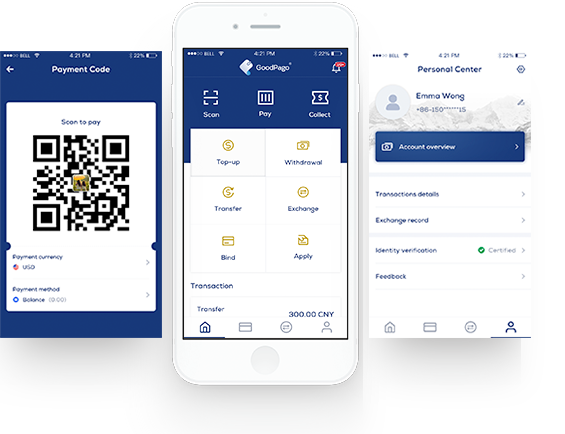 BELL 4:21 PM 22%
Payment Code
Scan to pay
Payment currency
USD
Payment method
Balance (0.00)
BELL 4:21 PM 22%
GoodPago
Scan Pay Collect
Top-up Withdrawal
Transfer Exchange
Bind Apply
Transaction
Transfer 300.00 CNY
BELL 4:21 PM 22%
Personal Center
Emma Wong
+86-150******15
Account overview
Transactions details
Exchange record
Identity verification Certified
Feedback